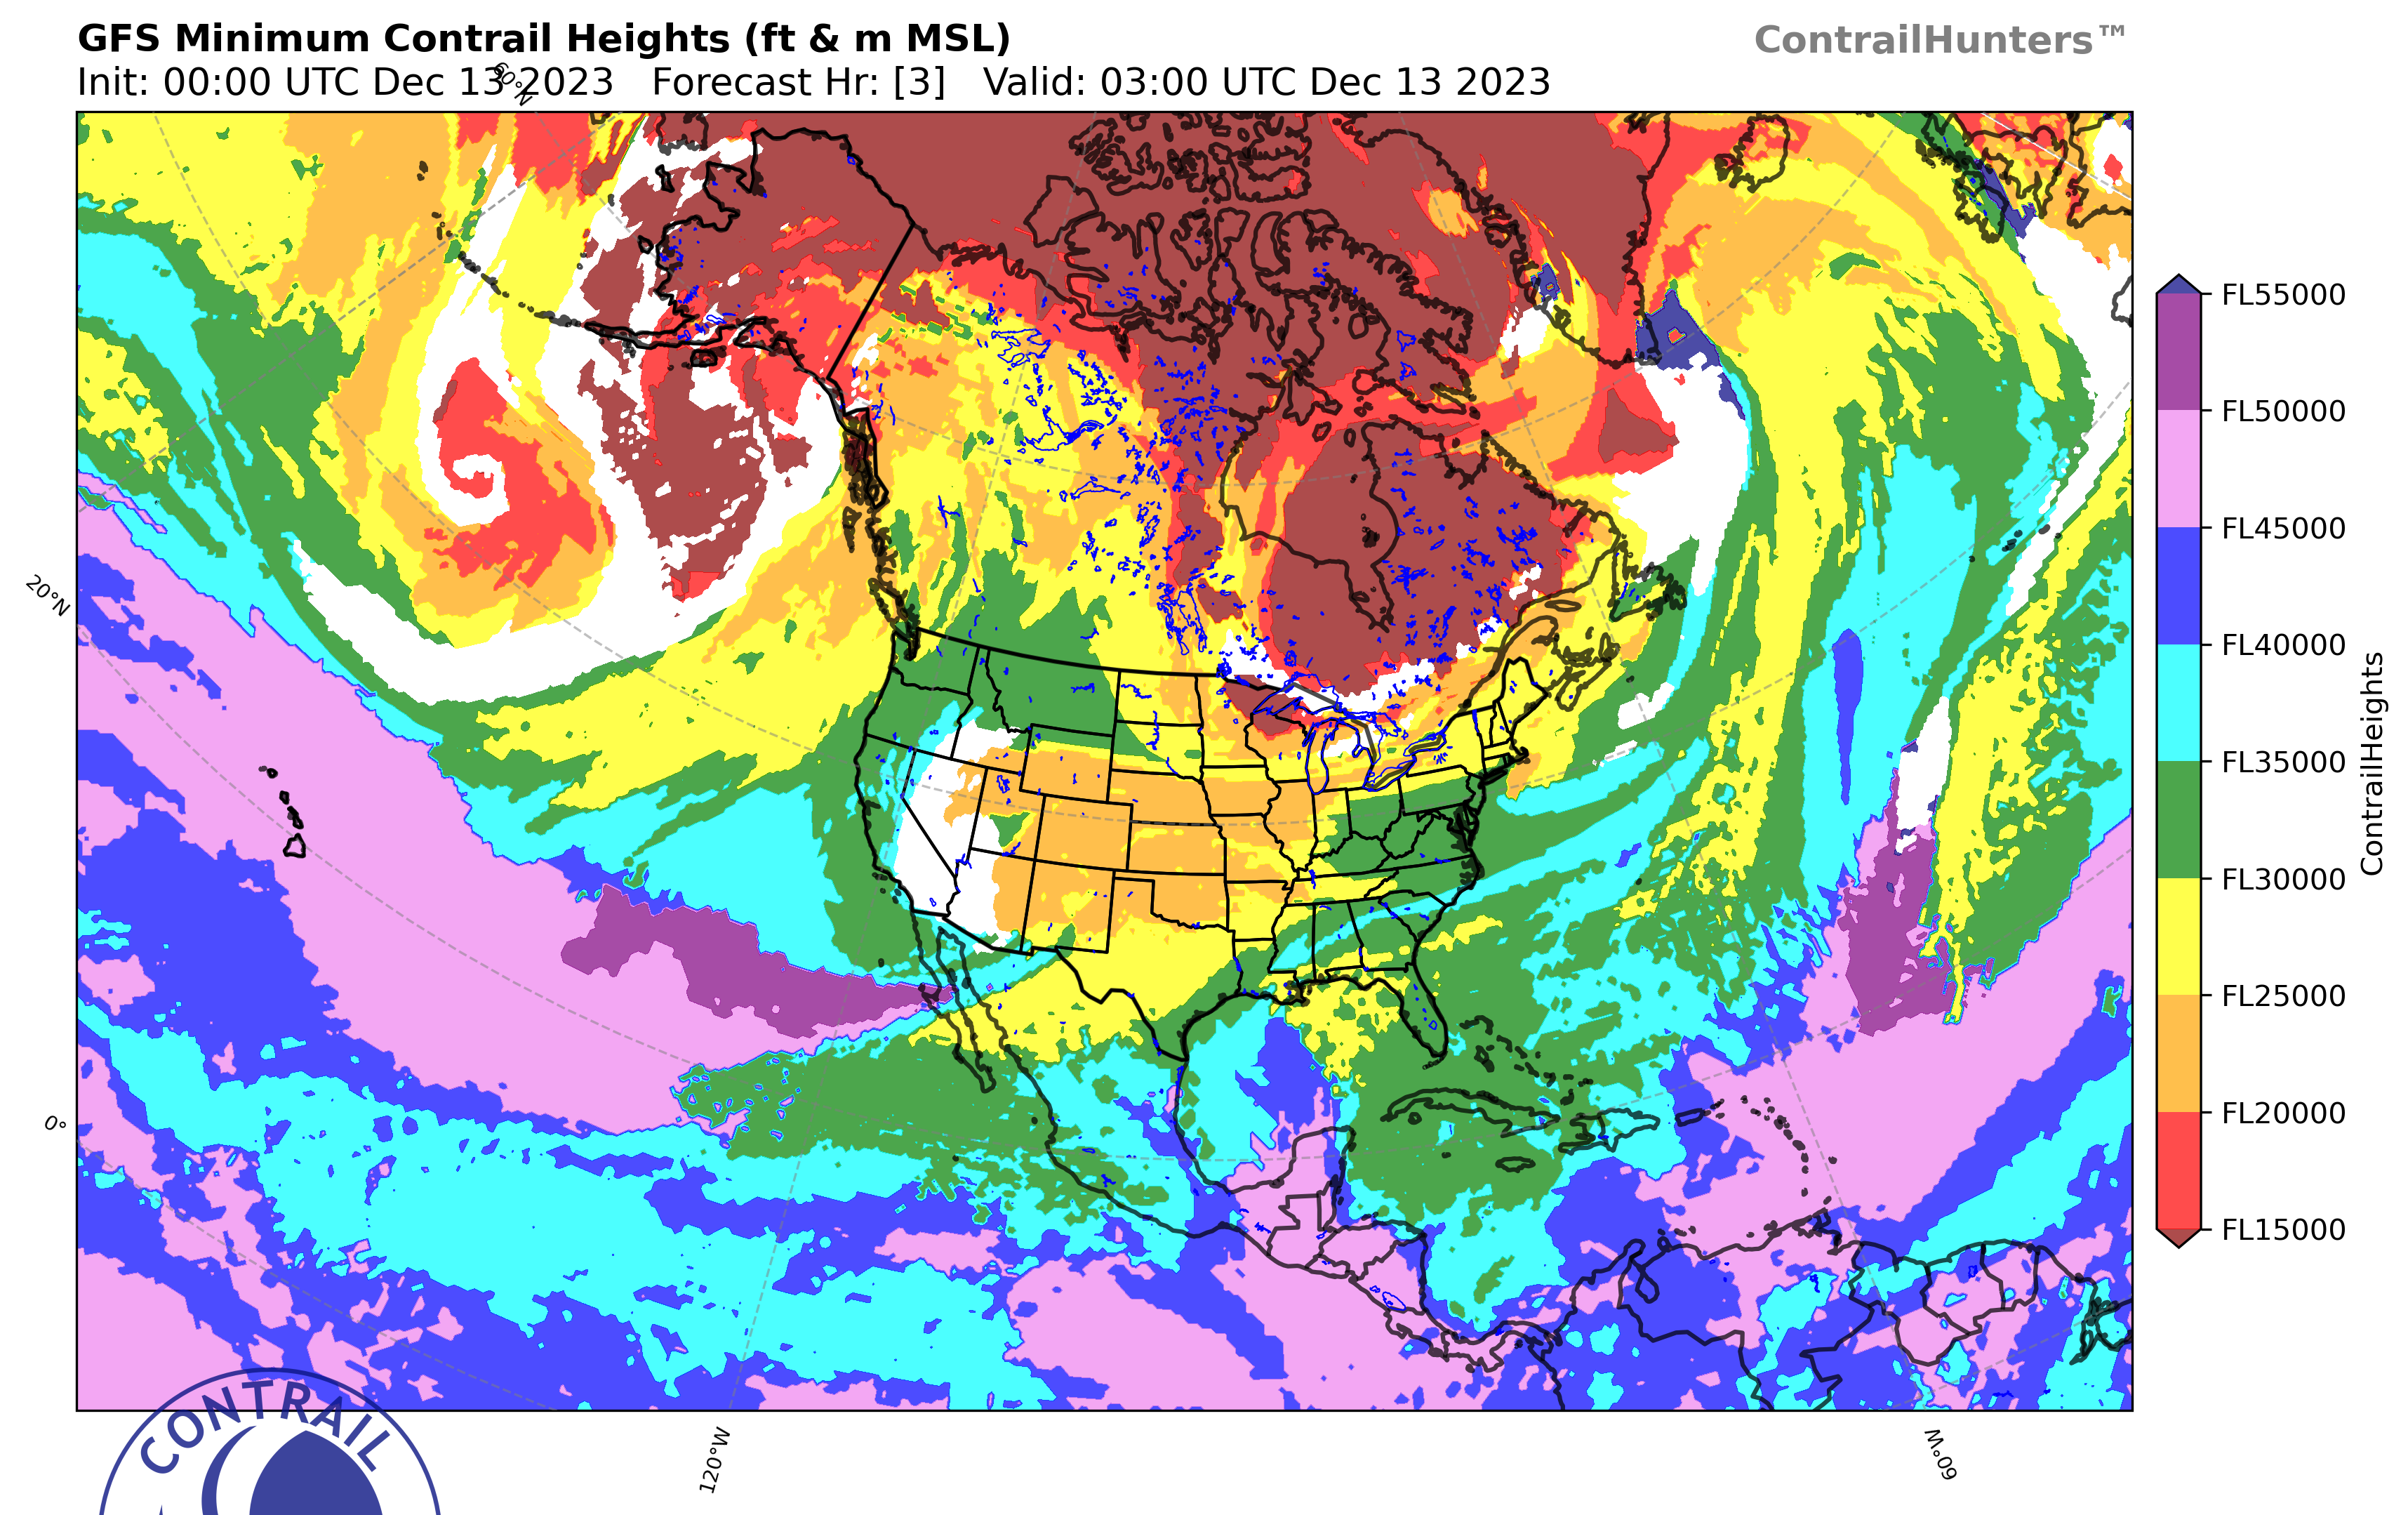 GFS Minimum Contrail Heights (ft & m MSL)
ContrailHunters™
Init: 00:00 UTC Dec 13 2023 Forecast Hr: [3] Valid: 03:00 UTC Dec 13 2023
60°N
20°N
0°
120°W
60°W
FL55000
FL50000
FL45000
FL40000
FL35000
FL30000
FL25000
FL20000
FL15000
ContrailHeights
CONTRAIL